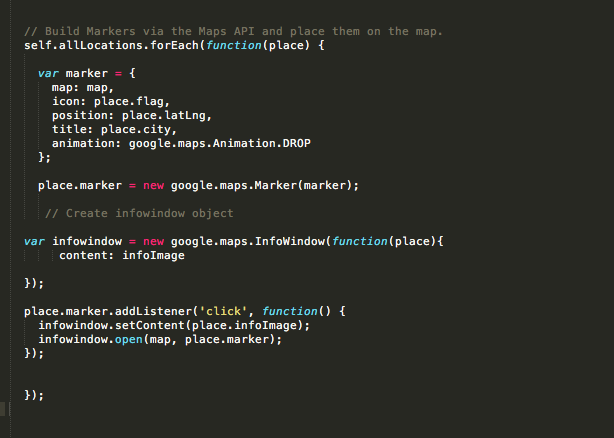 // Build Markers via the Maps API and place them on the map.
self.allLocations.forEach(function(place) {
var marker = {
map: map,
icon: place.flag,
position: place.latLng,
title: place.city,
animation: google.maps.Animation.DROP
};
place.marker = new google.maps.Marker(marker);
// Create infowindow object
var infowindow = new google.maps.InfoWindow(function(place){
content: infoImage
});
place.marker.addListener('click', function() {
infowindow.setContent(place.infoImage);
infowindow.open(map, place.marker);
});
});